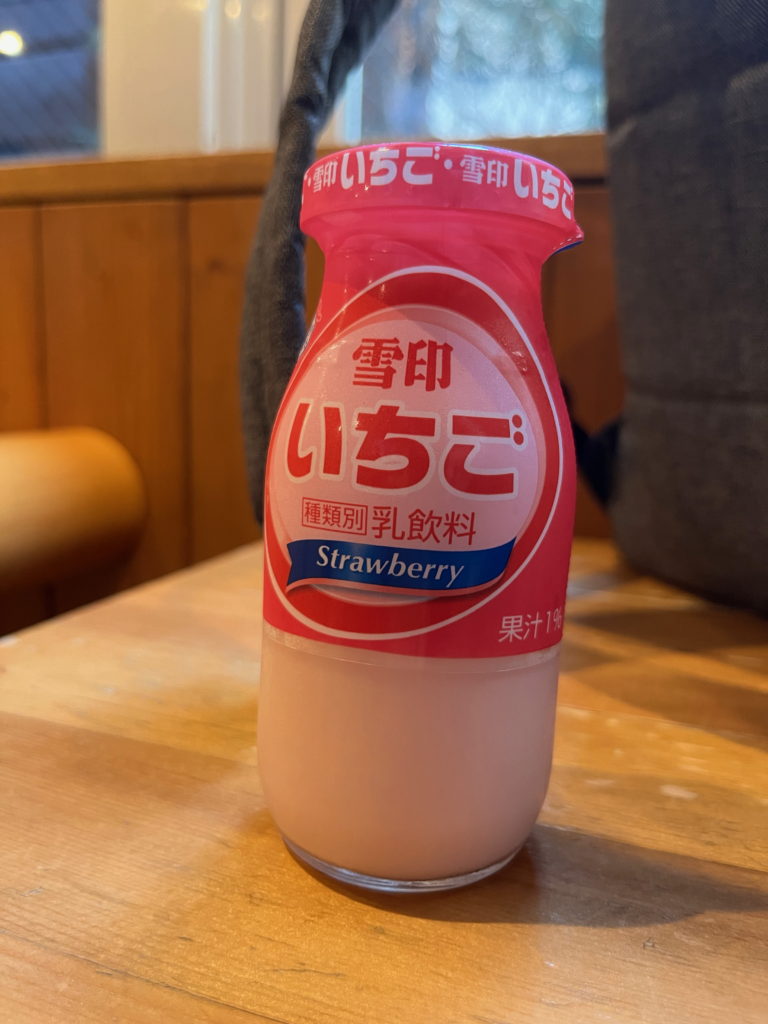 雪印いちご・雪印いちご
雪印
いちご
種類別 乳飲料
Strawberry
果汁1%